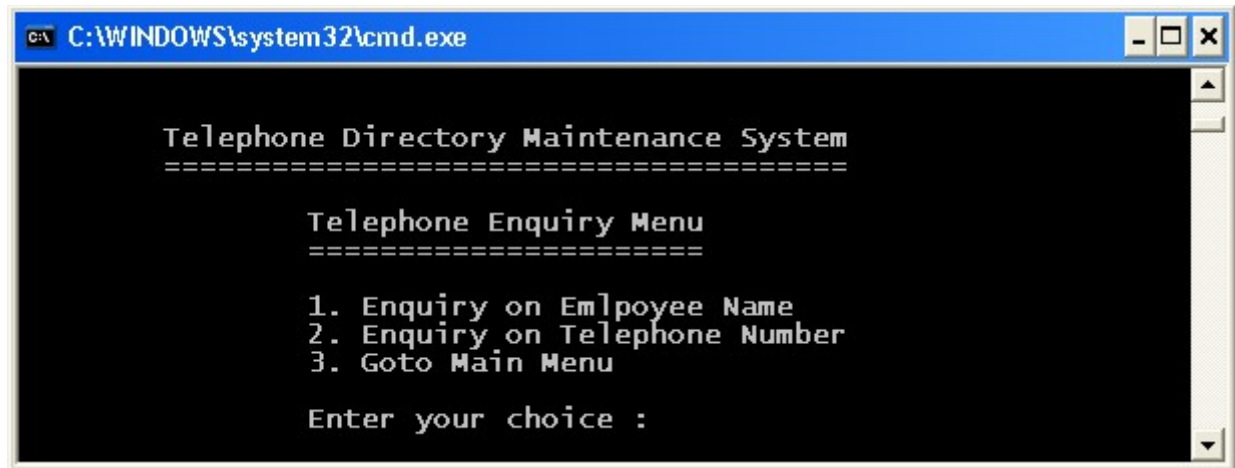 C:\WINDOWS\system32\cmd.exe
Telephone Directory Maintenance System
======================================
Telephone Enquiry Menu
======================
1. Enquiry on Emlpoyee Name
2. Enquiry on Telephone Number
3. Goto Main Menu
Enter your choice :